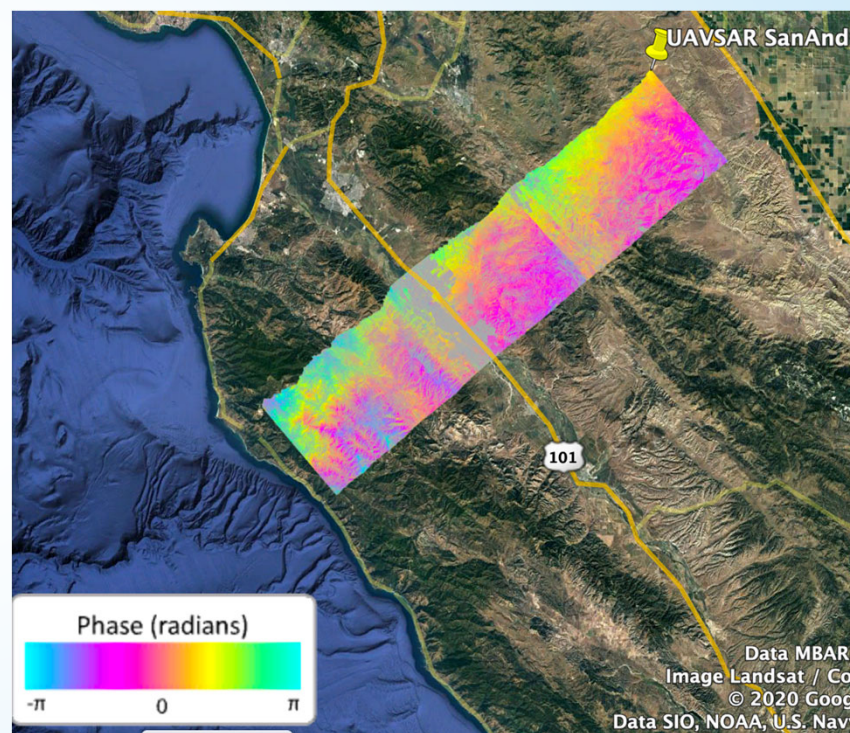 UAVSAR SanAnd
101
Phase (radians)
-π 0 π
Data MBAR
Image Landsat / Co
© 2020 Goog
Data SIO, NOAA, U.S. Nav